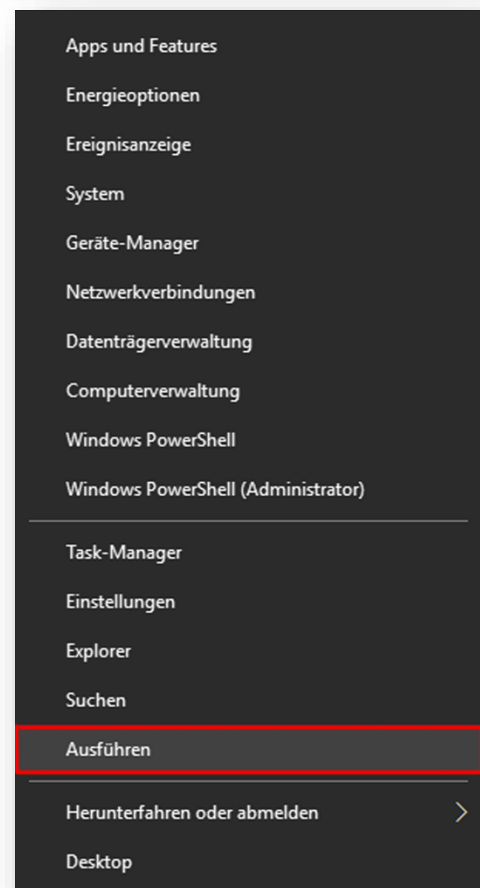 Apps und Features
Energieoptionen
Ereignisanzeige
System
Geräte-Manager
Netzwerkverbindungen
Datenträgerverwaltung
Computerverwaltung
Windows PowerShell
Windows PowerShell (Administrator)
Task-Manager
Einstellungen
Explorer
Suchen
Ausführen
Herunterfahren oder abmelden
Desktop